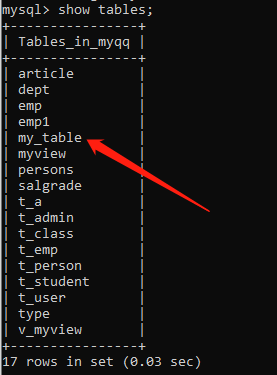 mysql> show tables;
+----------------+
| Tables_in_myqq |
+----------------+
| article |
| dept |
| emp |
| emp1 |
| my_table |
| myview |
| persons |
| salgrade |
| t_a |
| t_admin |
| t_class |
| t_emp |
| t_person |
| t_student |
| t_user |
| type |
| v_myview |
+----------------+
17 rows in set (0.03 sec)